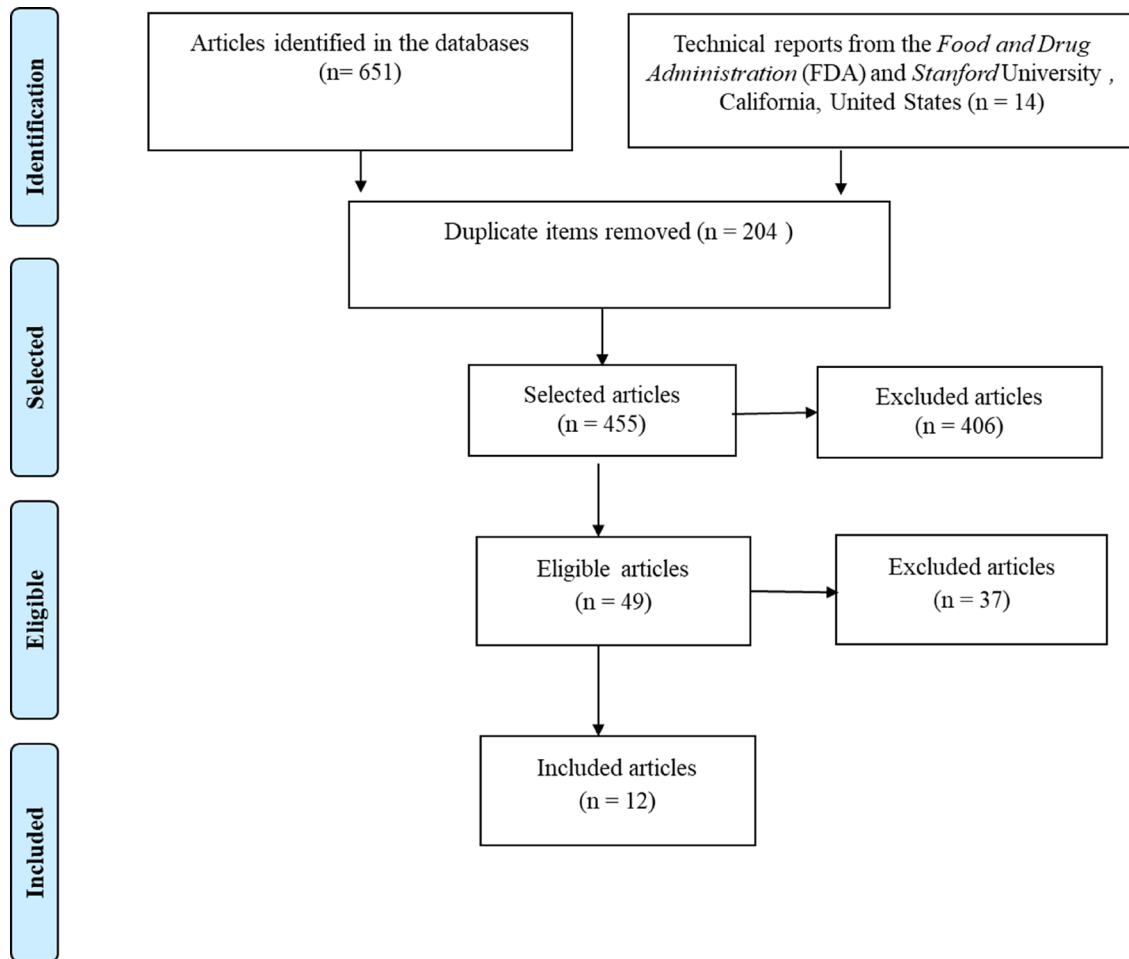 Identification
Articles identified in the databases
(n= 651)
Technical reports from the Food and Drug
Administration (FDA) and Stanford University ,
California, United States (n = 14)
Duplicate items removed (n = 204 )
Selected
Selected articles
(n = 455)
Excluded articles
(n = 406)
Eligible
Eligible articles
(n = 49)
Excluded articles
(n = 37)
Included
Included articles
(n = 12)